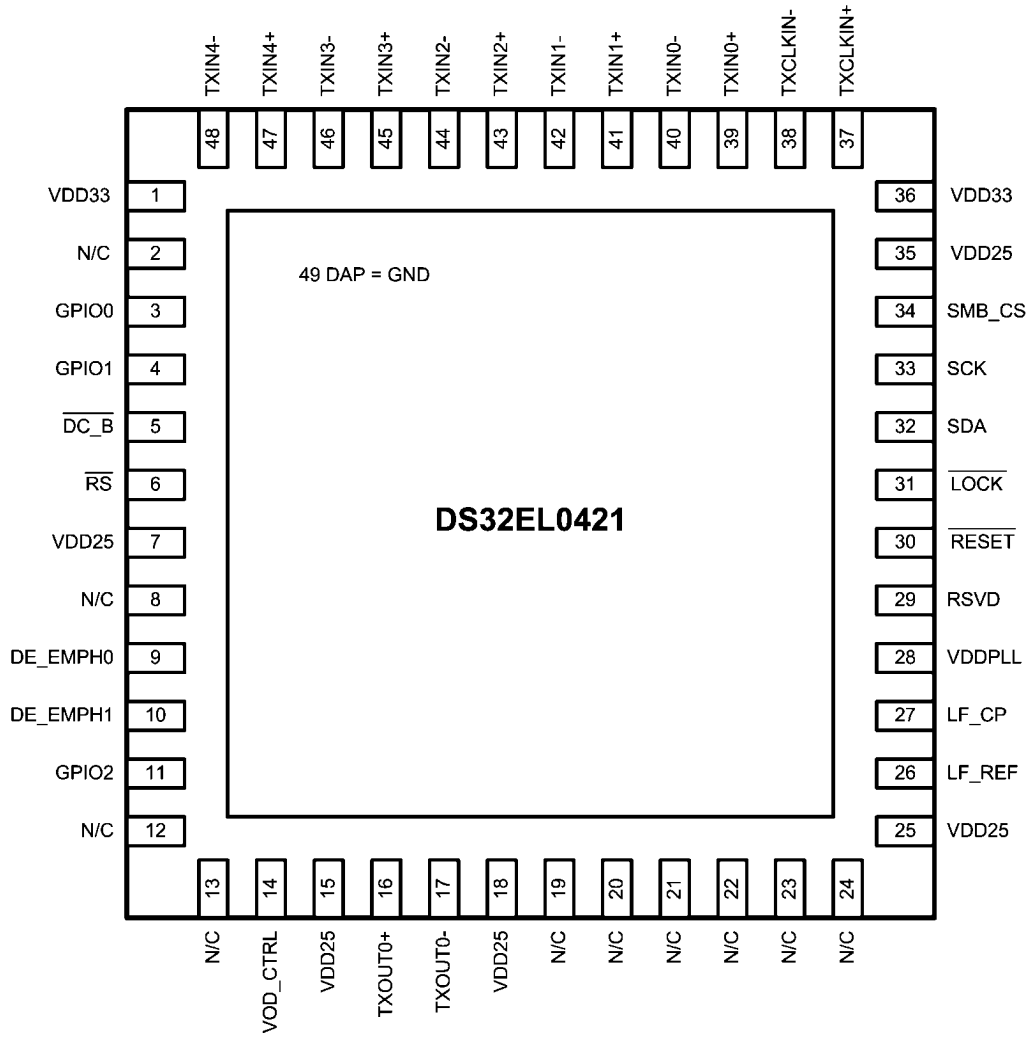 TXIN4-
TXIN4+
TXIN3-
TXIN3+
TXIN2-
TXIN2+
TXIN1-
TXIN1+
TXIN0-
TXIN0+
TXCLKIN-
TXCLKIN+
48
47
46
45
44
43
42
41
40
39
38
37
VDD33 1
36 VDD33
N/C 2
35 VDD25
49 DAP = GND
GPIO0 3
34 SMB_CS
GPIO1 4
33 SCK
DC_B 5
32 SDA
RS 6
31 LOCK
DS32EL0421
VDD25 7
30 RESET
N/C 8
29 RSVD
DE_EMPH0 9
28 VDDPLL
DE_EMPH1 10
27 LF_CP
GPIO2 11
26 LF_REF
N/C 12
25 VDD25
13
14
15
16
17
18
19
20
21
22
23
24
N/C
VOD_CTRL
VDD25
TXOUT0+
TXOUT0-
VDD25
N/C
N/C
N/C
N/C
N/C
N/C